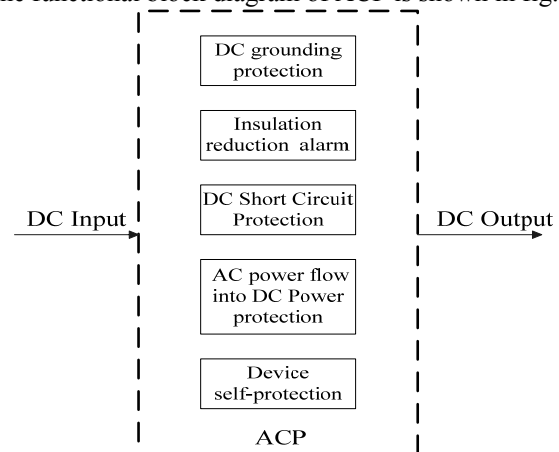 functional block diagram of ACP is shown in fig.
DC grounding
protection
Insulation
reduction alarm
DC Short Circuit
Protection
DC Input
DC Output
AC power flow
into DC Power
protection
Device
self-protection
ACP